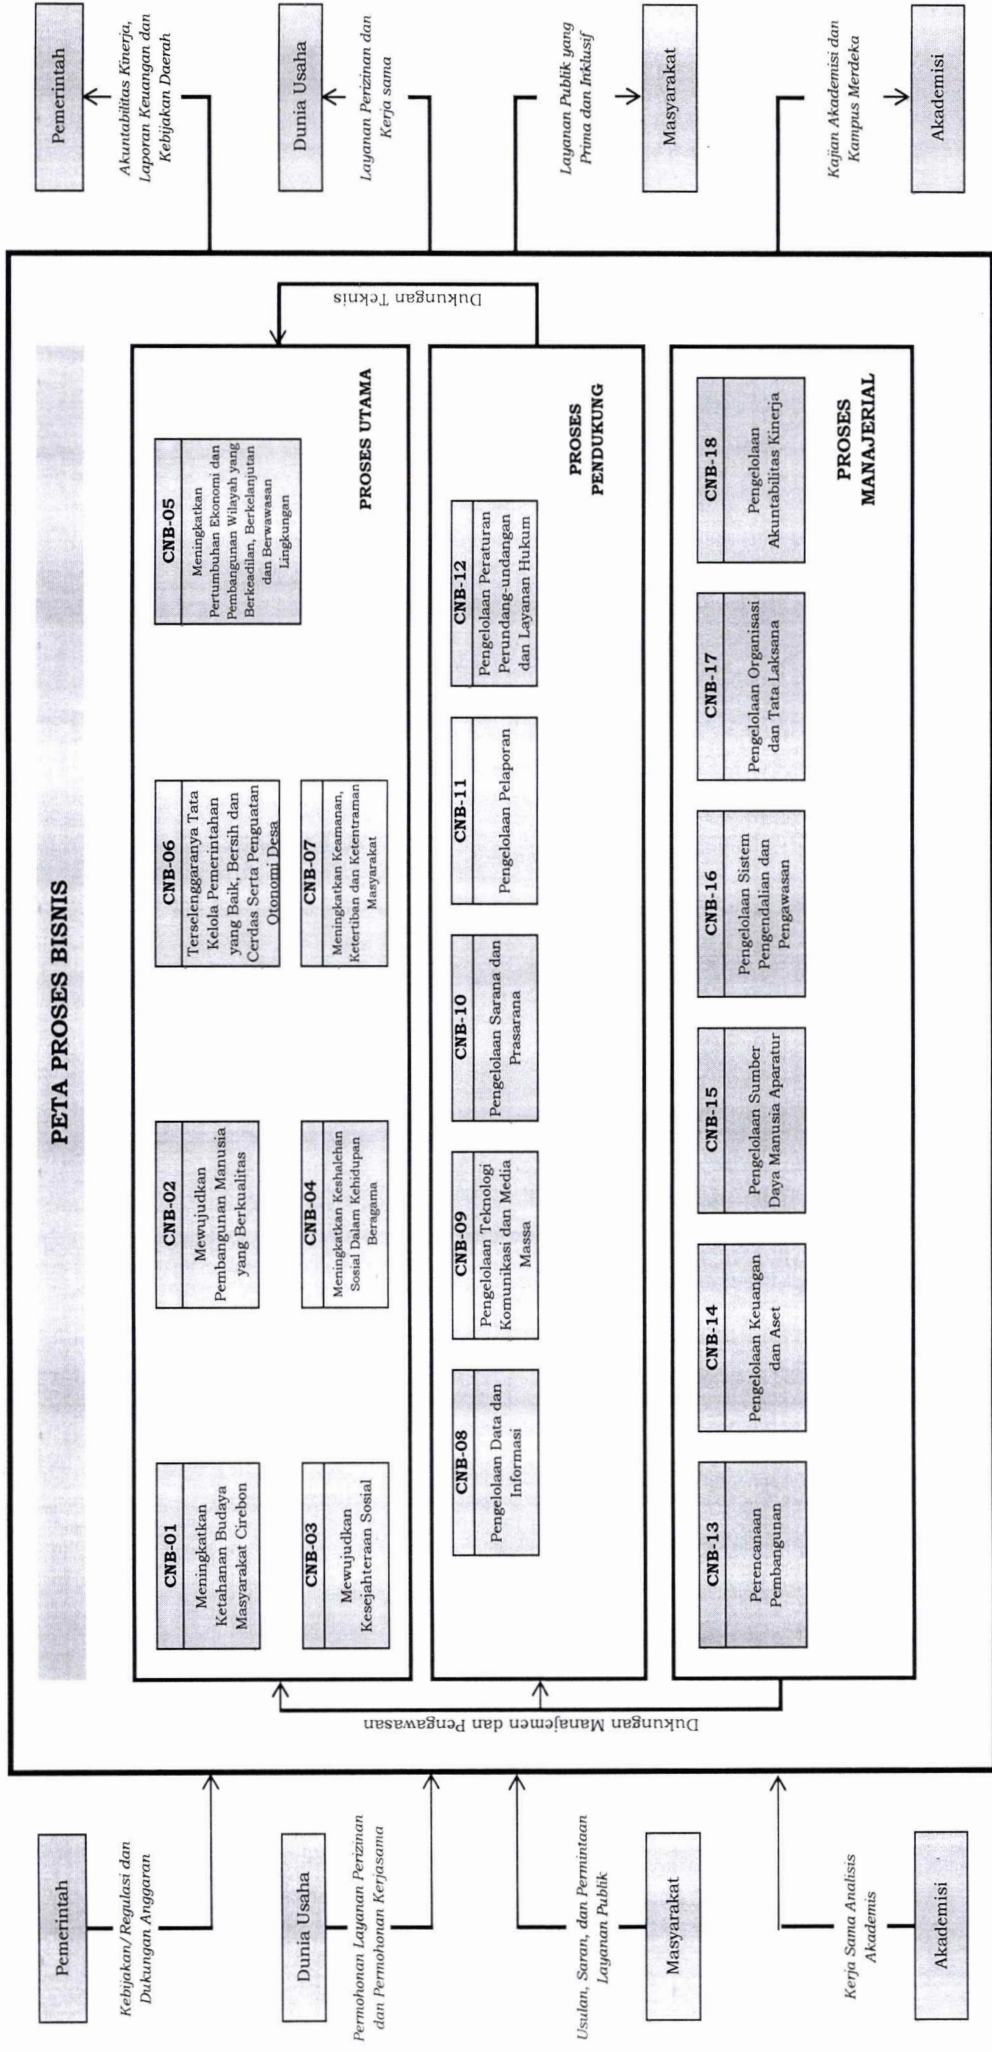 PETA PROSES BISNIS
Pemerintah
Kebijakan/Regulasi dan
Dukungan Anggaran
Dunia Usaha
Permohonan Layanan Perizinan
dan Permohonan Kerjasama
Usulan, Saran, dan Permintaan
Layanan Publik
Masyarakat
Kerja Sama Analisis
Akademis
Akademisi
Dukungan Manajemen dan Pengawasan
CNB-01
Meningkatkan
Ketahanan Budaya
Masyarakat Cirebon
CNB-02
Mewujudkan
Pembangunan Manusia
yang Berkualitas
CNB-06
Terselenggaranya Tata
Kelola Pemerintahan
yang Baik, Bersih dan
Cerdas Serta Penguatan
Otonomi Desa
CNB-05
Meningkatkan
Pertumbuhan Ekonomi dan
Pembangunan Wilayah yang
Berkeadilan, Berkelanjutan
dan Berwawasan
Lingkungan
CNB-03
Mewujudkan
Kesejahteraan Sosial
CNB-04
Meningkatkan Keshalehan
Sosial Dalam Kehidupan
Beragama
CNB-07
Meningkatkan Keamanan,
Ketertiban dan Ketentraman
Masyarakat
PROSES UTAMA
CNB-08
Pengelolaan Data dan
Informasi
CNB-09
Pengelolaan Teknologi
Komunikasi dan Media
Massa
CNB-10
Pengelolaan Sarana dan
Prasarana
CNB-11
Pengelolaan Pelaporan
CNB-12
Pengelolaan Peraturan
Perundang-undangan
dan Layanan Hukum
PROSES
PENDUKUNG
CNB-13
Perencanaan
Pembangunan
CNB-14
Pengelolaan Keuangan
dan Aset
CNB-15
Pengelolaan Sumber
Daya Manusia Aparatur
CNB-16
Pengelolaan Sistem
Pengendalian dan
Pengawasan
CNB-17
Pengelolaan Organisasi
dan Tata Laksana
CNB-18
Pengelolaan
Akuntabilitas Kinerja
PROSES
MANAJERIAL
Dukungan Teknis
Pemerintah
Akuntabilitas Kinerja,
Laporan Keuangan dan
Kebijakan Daerah
Dunia Usaha
Layanan Perizinan dan
Kerja sama
Layanan Publik yang
Prima dan Inklusif
Masyarakat
Kajian Akademisi dan
Kampus Merdeka
Akademisi